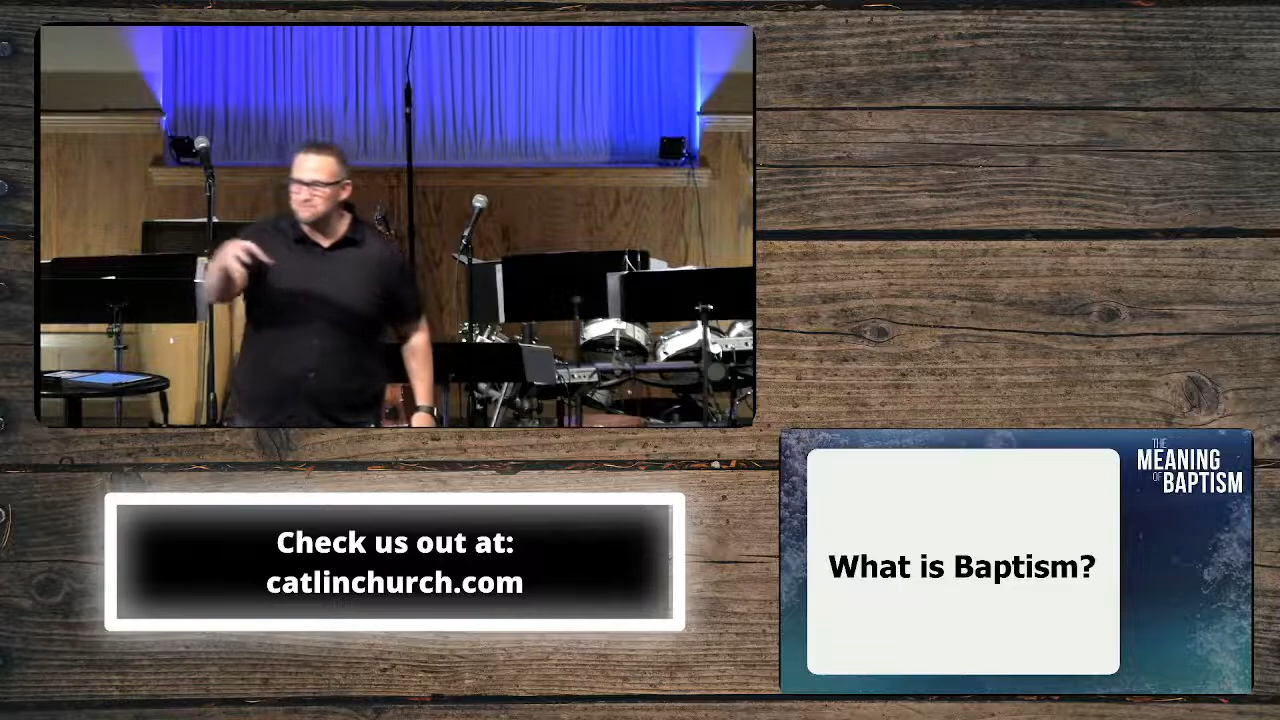 Check us out at:
catlinchurch.com
THE
MEANING
OF BAPTISM
What is Baptism?